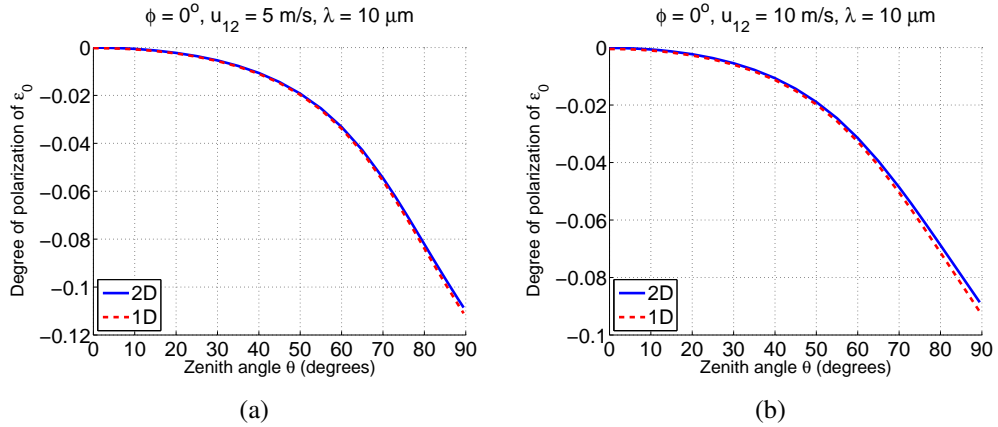 ϕ = 0°, u₁₂ = 5 m/s, λ = 10 μm
0
−0.02
−0.04
−0.06
−0.08
−0.1
−0.12
Degree of polarization of ε₀
2D
1D
0 10 20 30 40 50 60 70 80 90
Zenith angle θ (degrees)
(a)
ϕ = 0°, u₁₂ = 10 m/s, λ = 10 μm
0
−0.02
−0.04
−0.06
−0.08
−0.1
Degree of polarization of ε₀
2D
1D
0 10 20 30 40 50 60 70 80 90
Zenith angle θ (degrees)
(b)